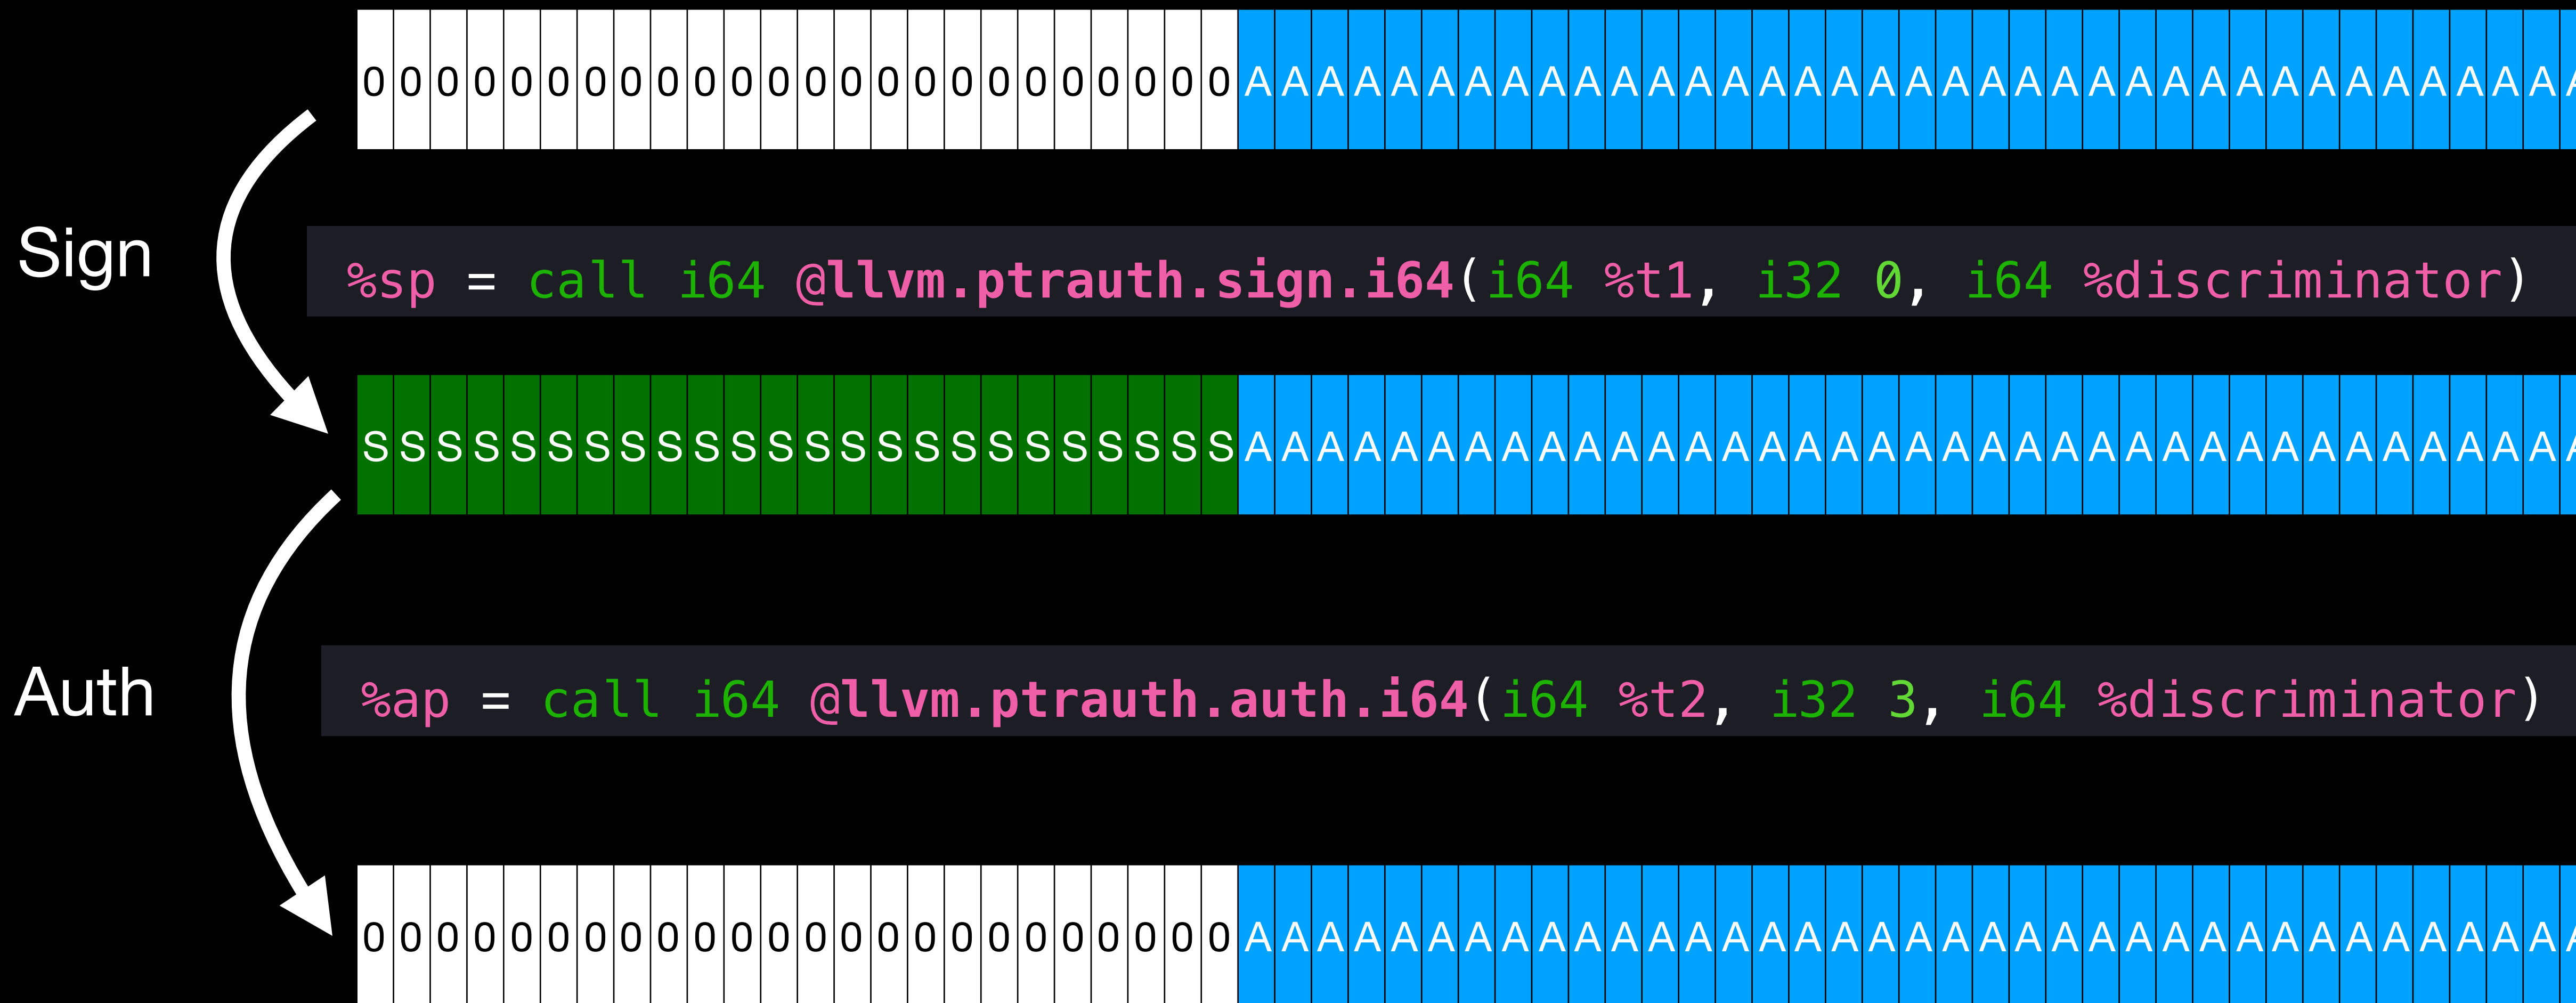 0 0 0 0 0 0 0 0 0 0 0 0 0 0 0 0 0 0 0 0 0 0 0 0 A A A A A A A A A A A A A A A A A A A A A A A A A A A A A A A A A A A A
Sign
%sp = call i64 @llvm.ptrauth.sign.i64(i64 %t1, i32 0, i64 %discriminator)
S S S S S S S S S S S S S S S S S S S S S S S S A A A A A A A A A A A A A A A A A A A A A A A A A A A A A A A A A A A A
Auth
%ap = call i64 @llvm.ptrauth.auth.i64(i64 %t2, i32 3, i64 %discriminator)
0 0 0 0 0 0 0 0 0 0 0 0 0 0 0 0 0 0 0 0 0 0 0 0 A A A A A A A A A A A A A A A A A A A A A A A A A A A A A A A A A A A A